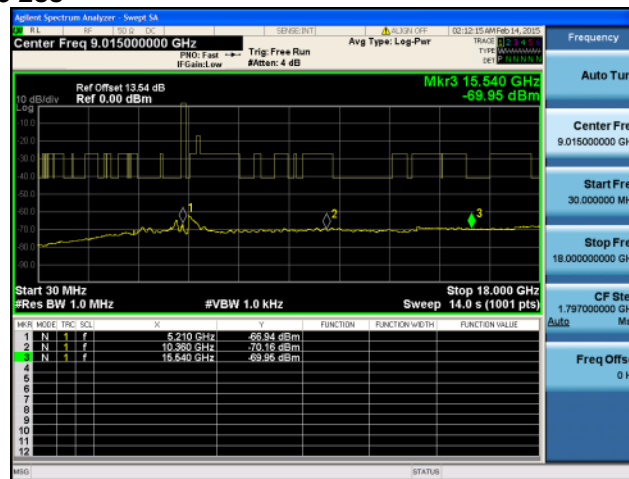 Agilent Spectrum Analyzer - Swept SA
RL RF 50 Ω DC SENSE:INT ALIGN OFF 02:12:15 AM Feb 14, 2015
Center Freq 9.015000000 GHz
PNO: Fast Trig: Free Run
IFGain:Low #Atten: 4 dB
Avg Type: Log-Pwr
TRACE 1 2 3 4 5 6
TYPE
DET P N N N N N
Mkr3 15.540 GHz
-69.95 dBm
Ref Offset 13.54 dB
10 dB/div Ref 0.00 dBm
Log
-10.0
-20.0
-30.0
-40.0
-50.0
-60.0
-70.0
-80.0
-90.0
1
2
3
Start 30 MHz Stop 18.000 GHz
#Res BW 1.0 MHz #VBW 1.0 kHz Sweep 14.0 s (1001 pts)
MKR MODE TRC SCL X Y FUNCTION FUNCTION WIDTH FUNCTION VALUE
1 N 1 f 5.210 GHz -66.94 dBm
2 N 1 f 10.360 GHz -70.16 dBm
3 N 1 f 15.540 GHz -69.95 dBm
4
5
6
7
8
9
10
11
12
MSG STATUS
Frequency
Auto Tun
Center Fre
9.015000000 GH
Start Fre
30.000000 MH
Stop Fre
18.000000000 GH
CF Ste
1.797000000 GH
Auto Ma
Freq Offs
0 H